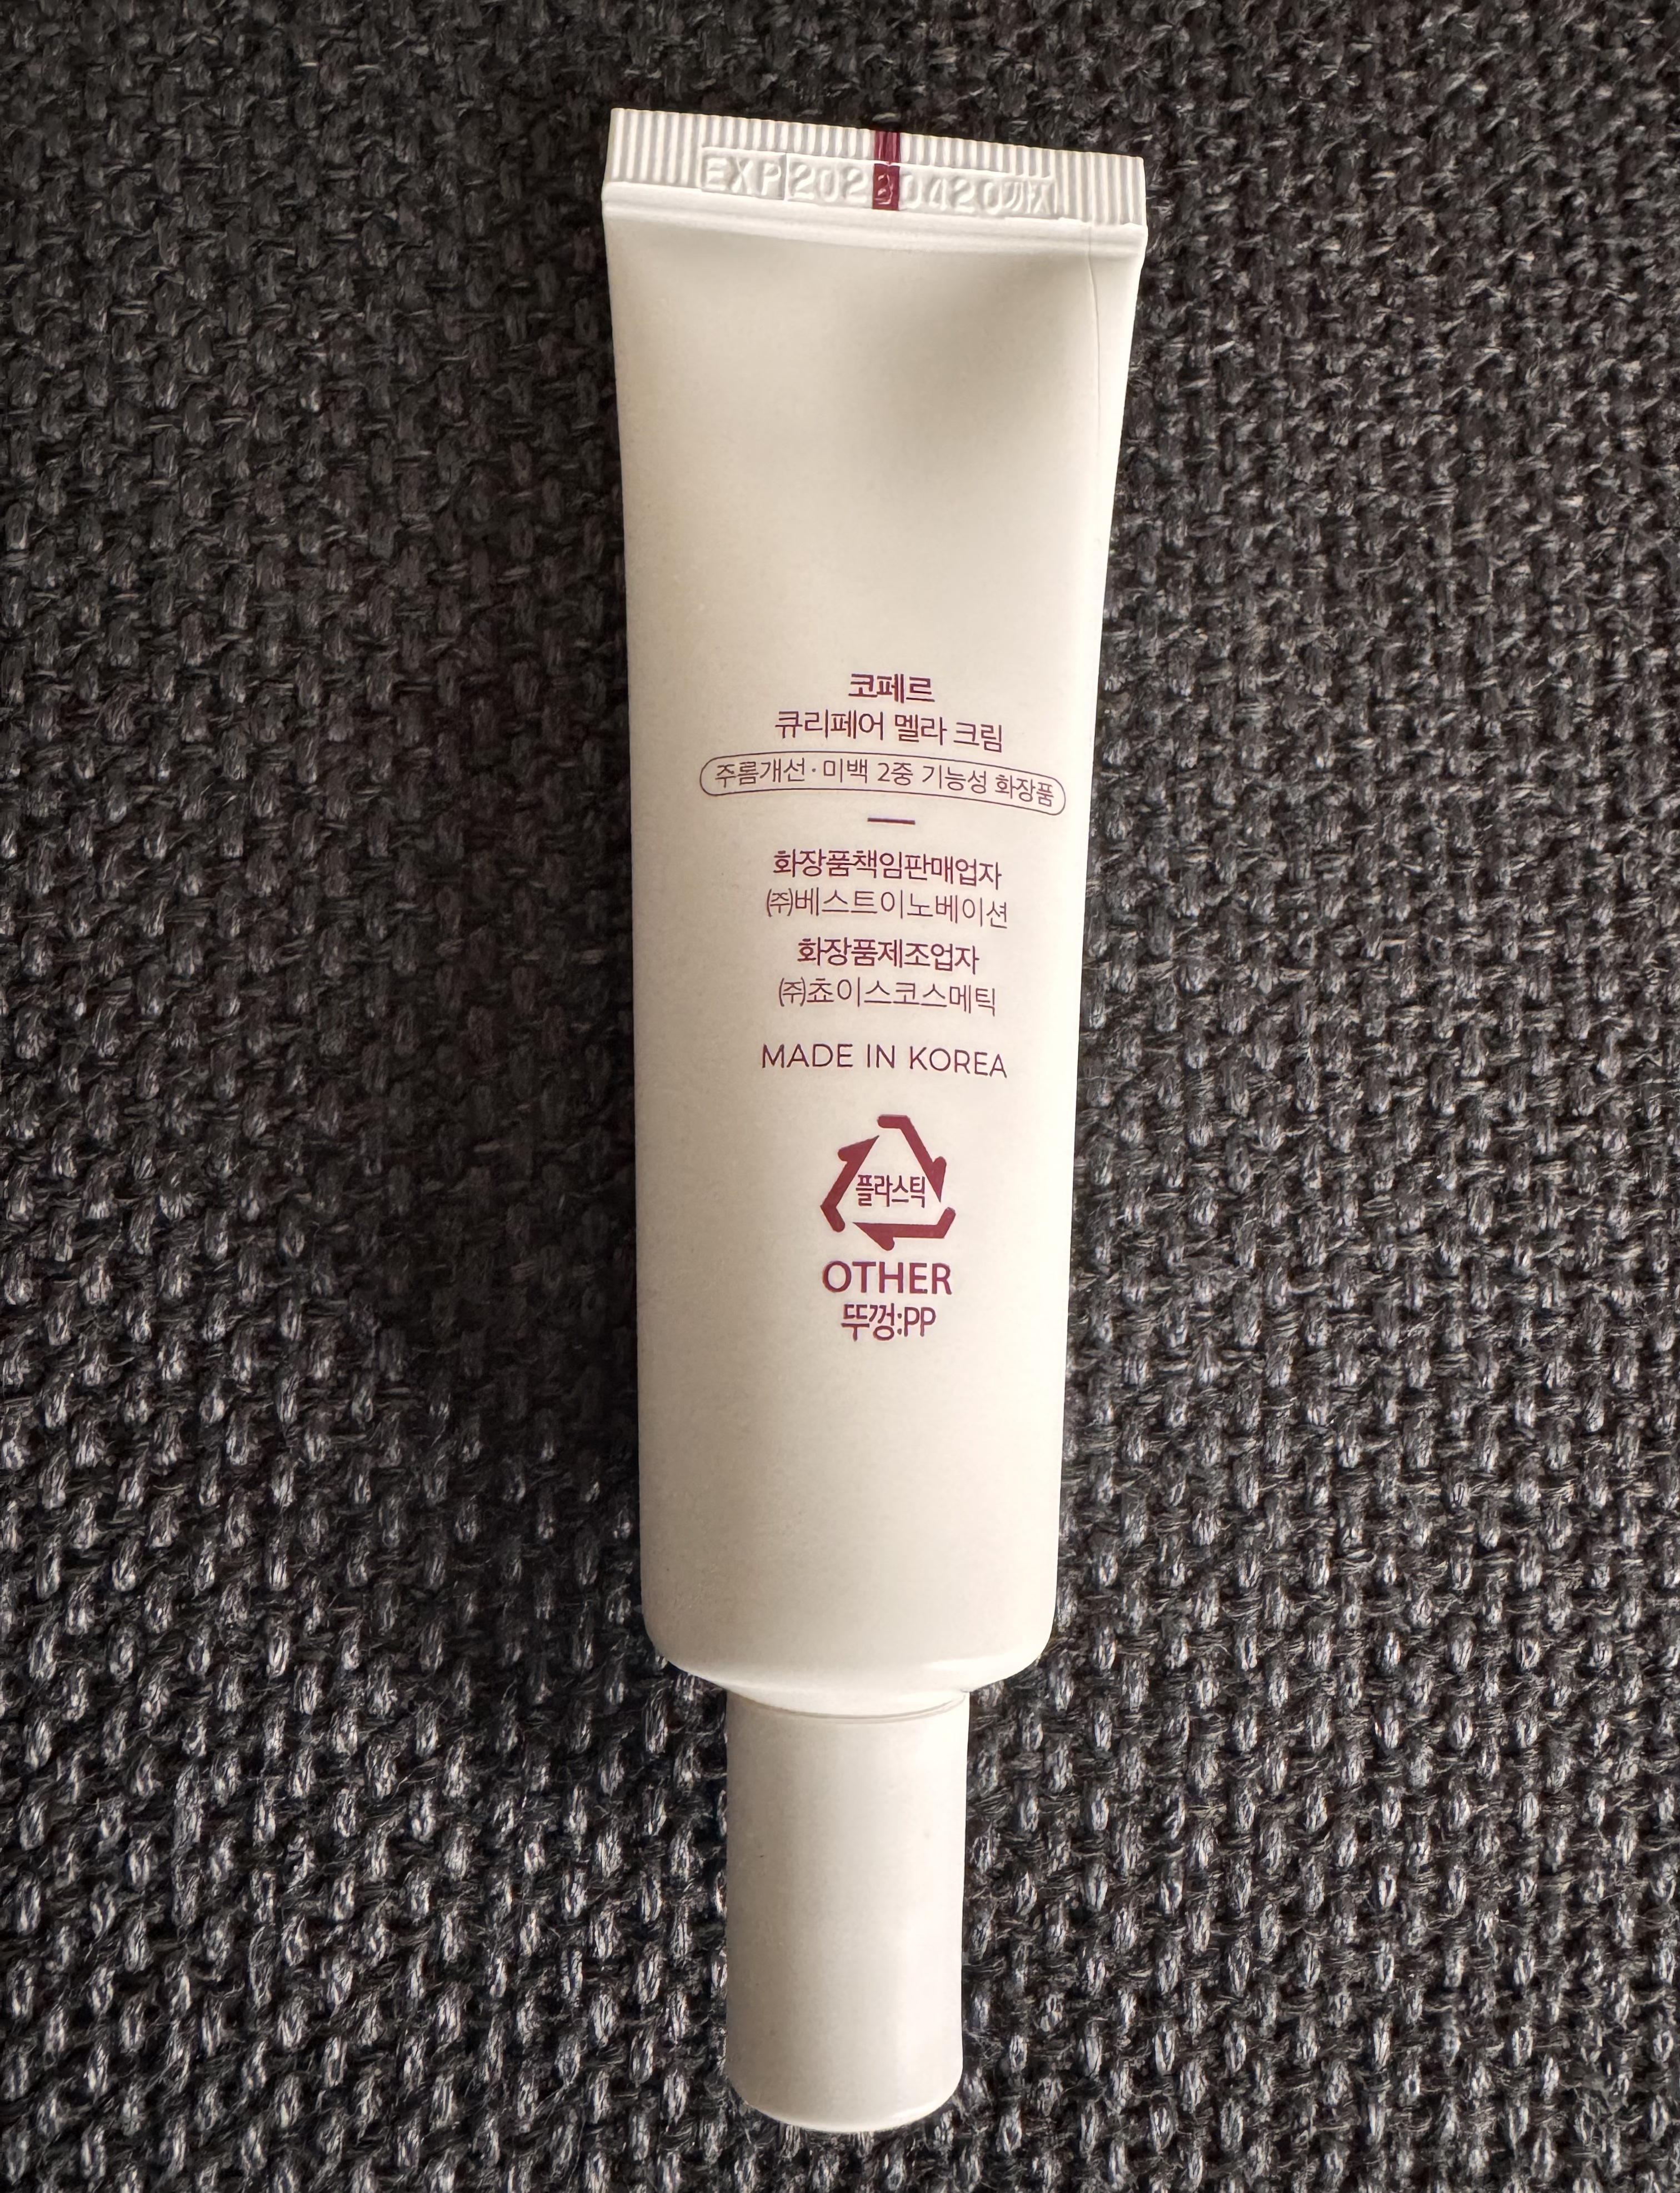 EXP 20280420까지
코페르
큐리페어 멜라 크림
주름개선·미백 2중 기능성 화장품
화장품책임판매업자
㈜베스트이노베이션
화장품제조업자
㈜쵸이스코스메틱
MADE IN KOREA
플라스틱
OTHER
뚜껑:PP